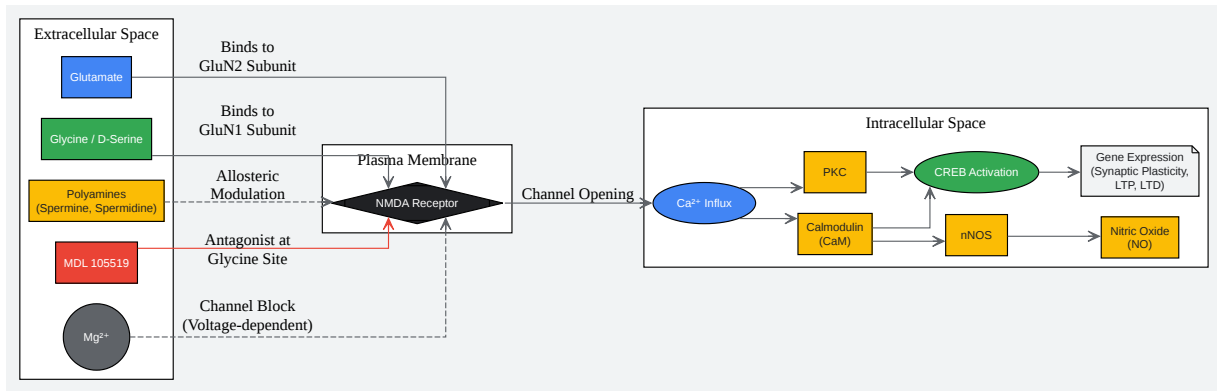 Extracellular Space
Glutamate
Binds to
GluN2 Subunit
Glycine / D-Serine
Binds to
GluN1 Subunit
Polyamines
(Spermine, Spermidine)
Allosteric
Modulation
MDL 105519
Antagonist at
Glycine Site
Mg²⁺
Channel Block
(Voltage-dependent)
Plasma Membrane
NMDA Receptor
Channel Opening
Intracellular Space
Ca²⁺ Influx
PKC
CREB Activation
Gene Expression
(Synaptic Plasticity,
LTP, LTD)
Calmodulin
(CaM)
nNOS
Nitric Oxide
(NO)